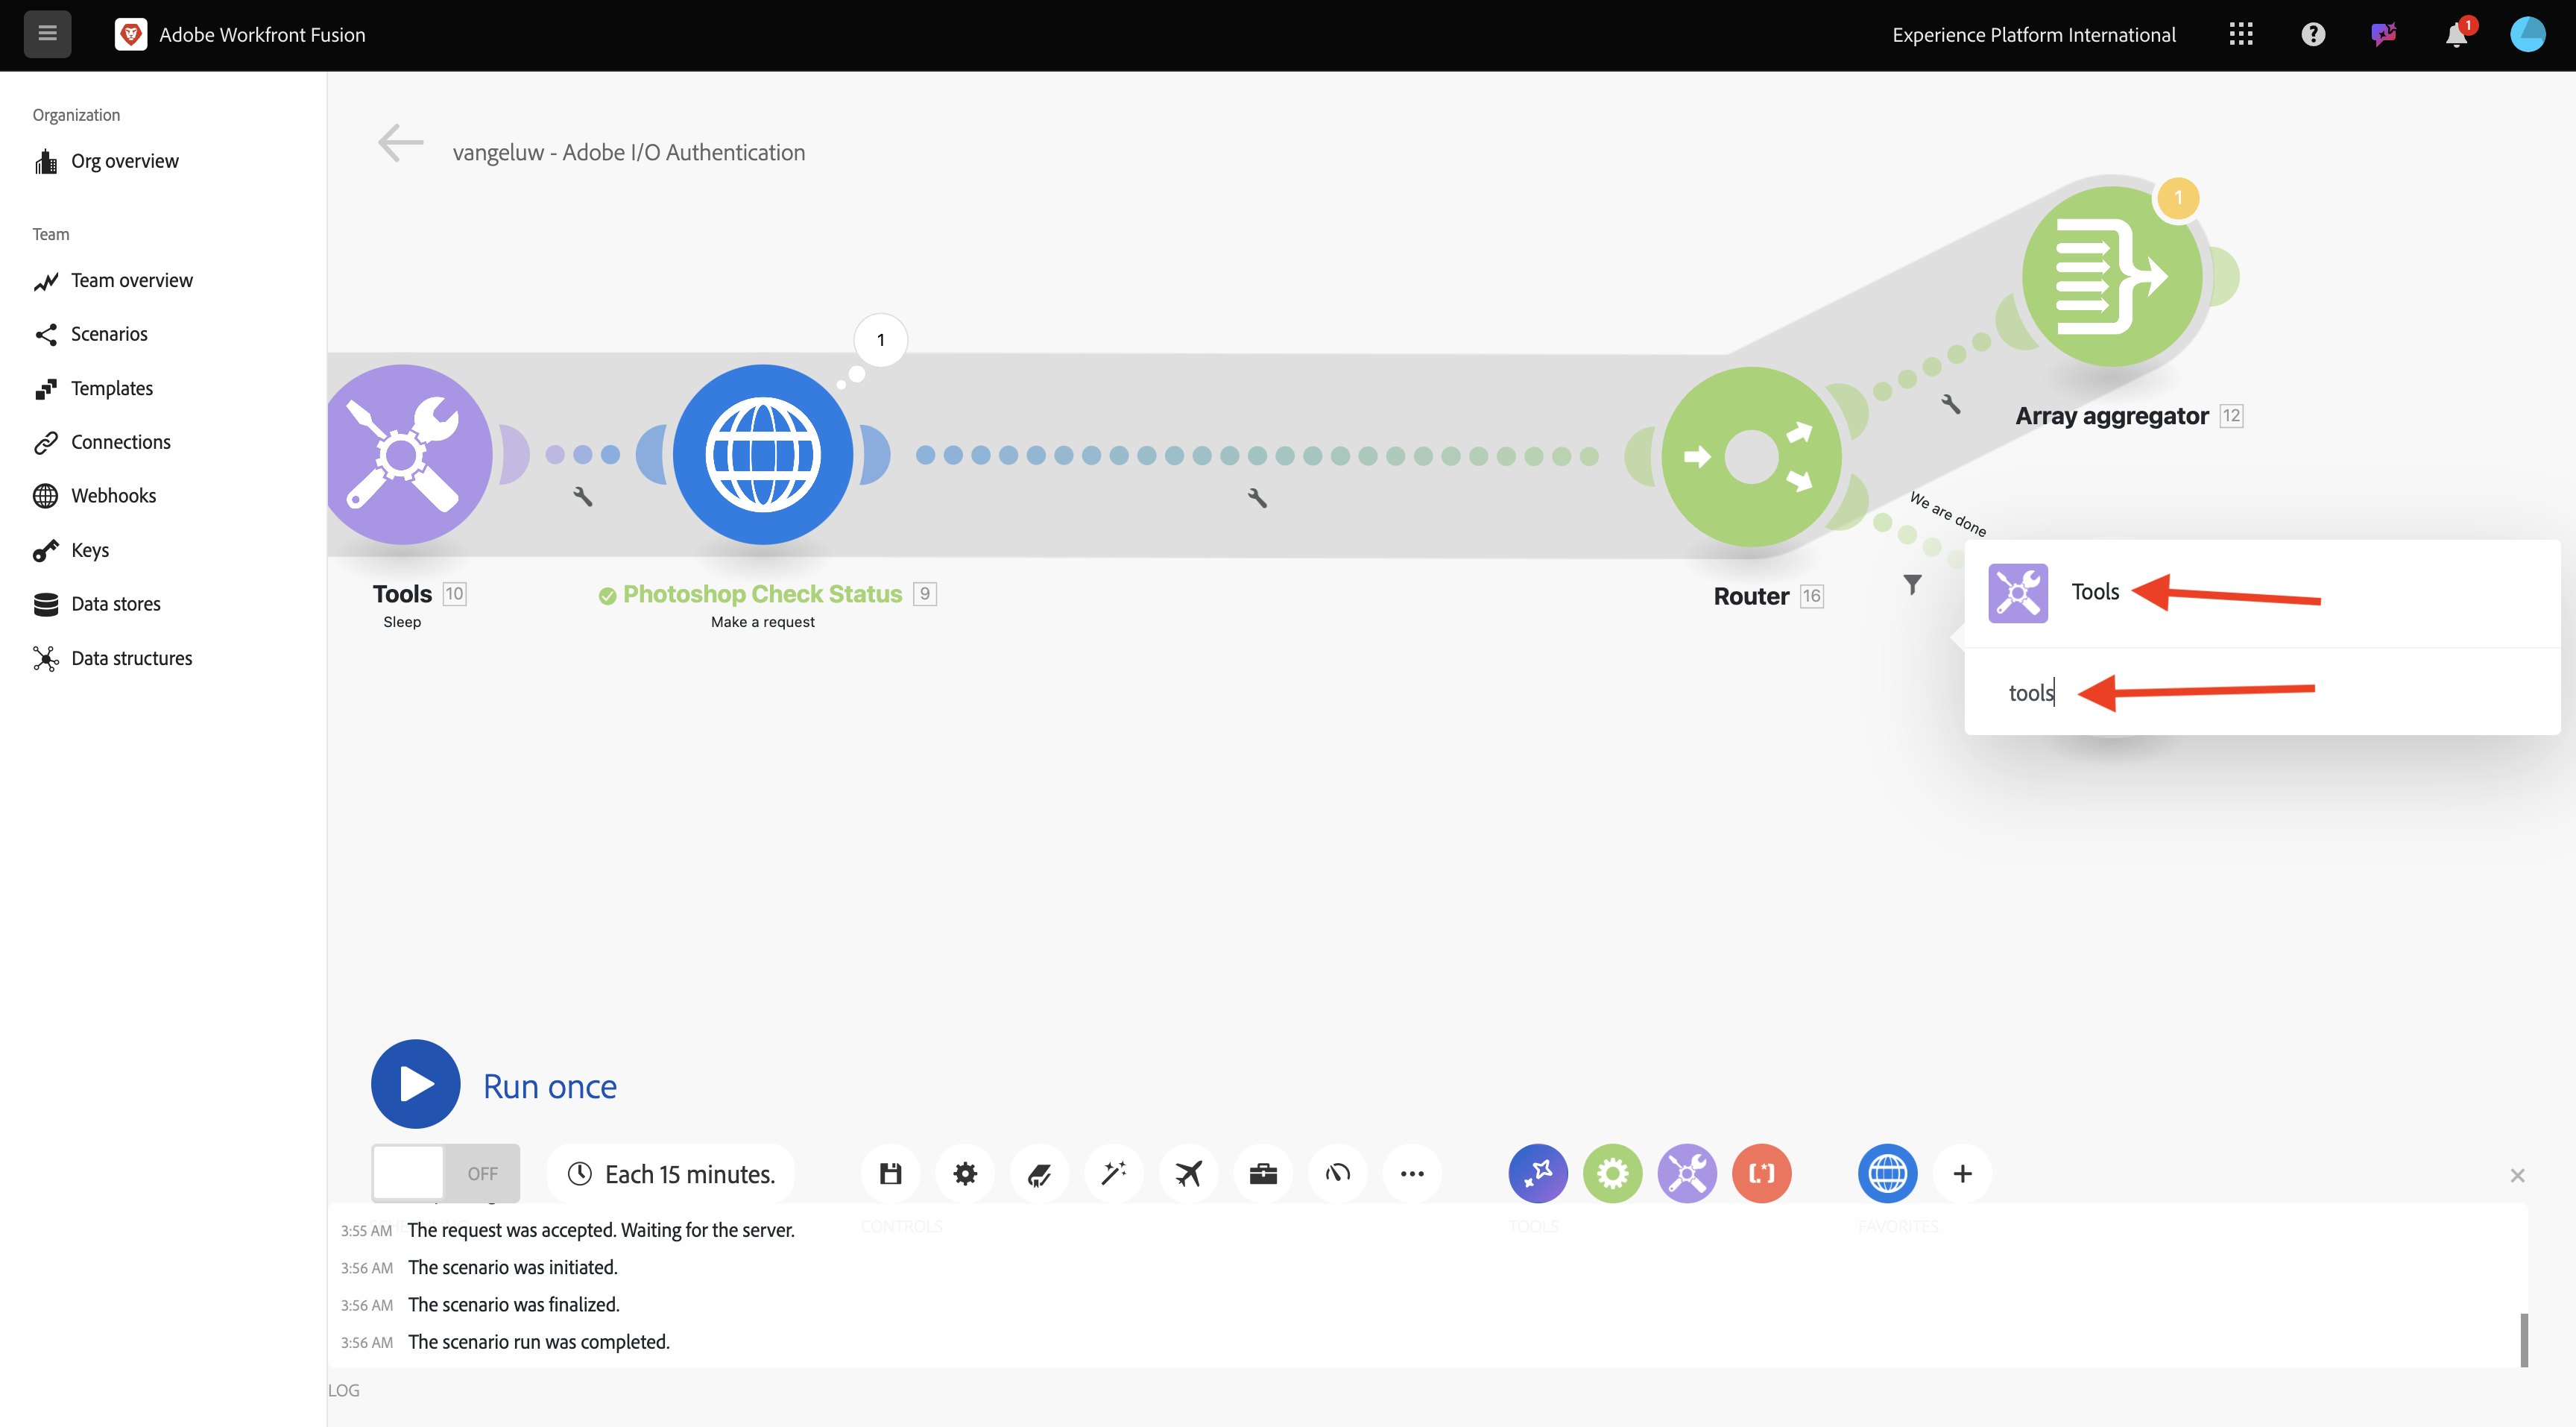 Adobe Workfront Fusion
Experience Platform International
1
Organization
Org overview
Team
Team overview
Scenarios
Templates
Connections
Webhooks
Keys
Data stores
Data structures
vangeluw - Adobe I/O Authentication
1
1
Array aggregator 12
We are done
Tools 10
Sleep
Photoshop Check Status 9
Make a request
Router 16
Tools
tools
Run once
OFF
Each 15 minutes.
CONTROLS
TOOLS
FAVORITES
3:55 AM The request was accepted. Waiting for the server.
3:56 AM The scenario was initiated.
3:56 AM The scenario was finalized.
3:56 AM The scenario run was completed.
LOG